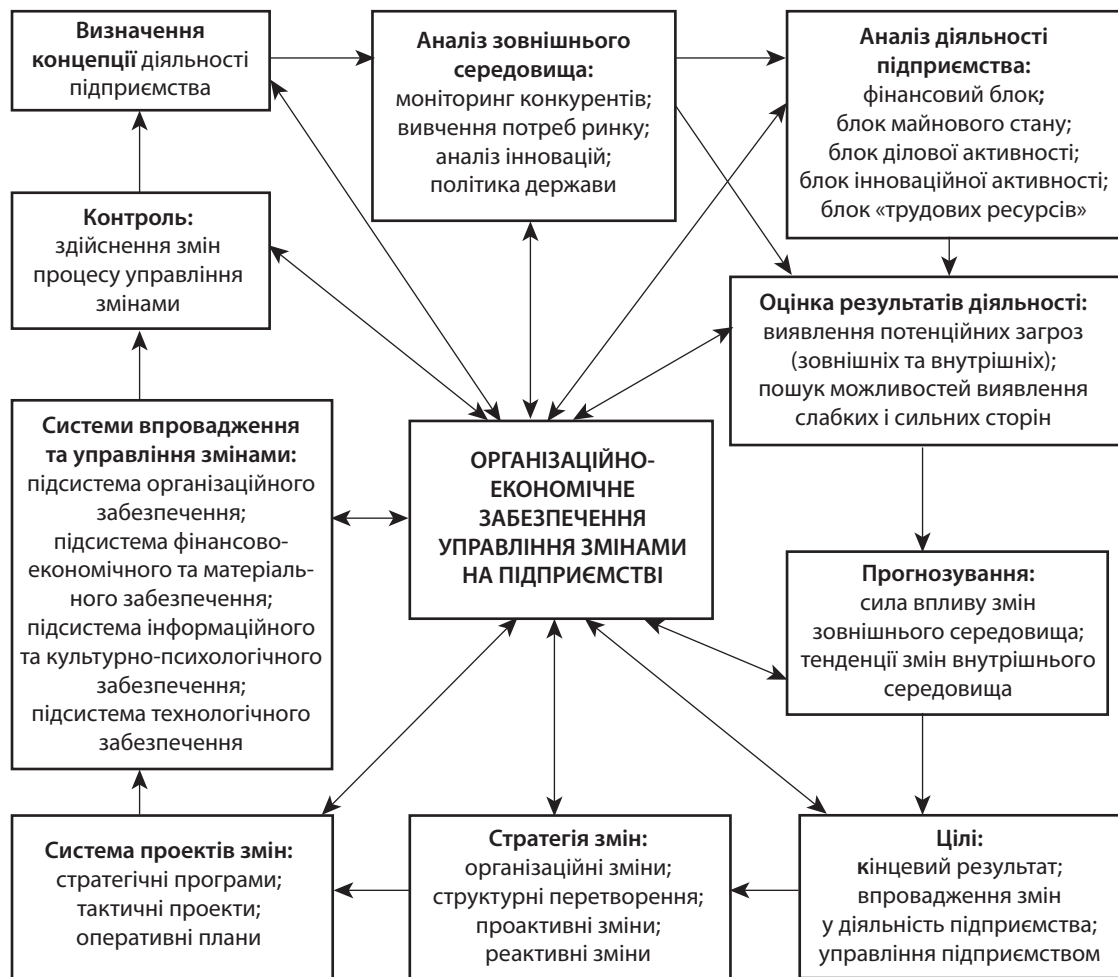 Визначення
концепції діяльності
підприємства
Аналіз зовнішнього
середовища:
моніторинг конкурентів;
вивчення потреб ринку;
аналіз інновацій;
політика держави
Аналіз діяльності
підприємства:
фінансовий блок;
блок майнового стану;
блок ділової активності;
блок інноваційної активності;
блок «трудових ресурсів»
Контроль:
здійснення змін
процесу управління
змінами
Оцінка результатів діяльності:
виявлення потенційних загроз
(зовнішніх та внутрішніх);
пошук можливостей виявлення
слабких і сильних сторін
Системи впровадження
та управління змінами:
підсистема організаційного
забезпечення;
підсистема фінансово-
економічного та матеріаль-
ного забезпечення;
підсистема інформаційного
та культурно-психологічного
забезпечення;
підсистема технологічного
забезпечення
ОРГАНІЗАЦІЙНО-
ЕКОНОМІЧНЕ
ЗАБЕЗПЕЧЕННЯ
УПРАВЛІННЯ ЗМІНАМИ
НА ПІДПРИЄМСТВІ
Прогнозування:
сила впливу змін
зовнішнього середовища;
тенденції змін внутрішнього
середовища
Система проектів змін:
стратегічні програми;
тактичні проекти;
оперативні плани
Стратегія змін:
організаційні зміни;
структурні перетворення;
проактивні зміни;
реактивні зміни
Цілі:
кінцевий результат;
впровадження змін
у діяльність підприємства;
управління підприємством